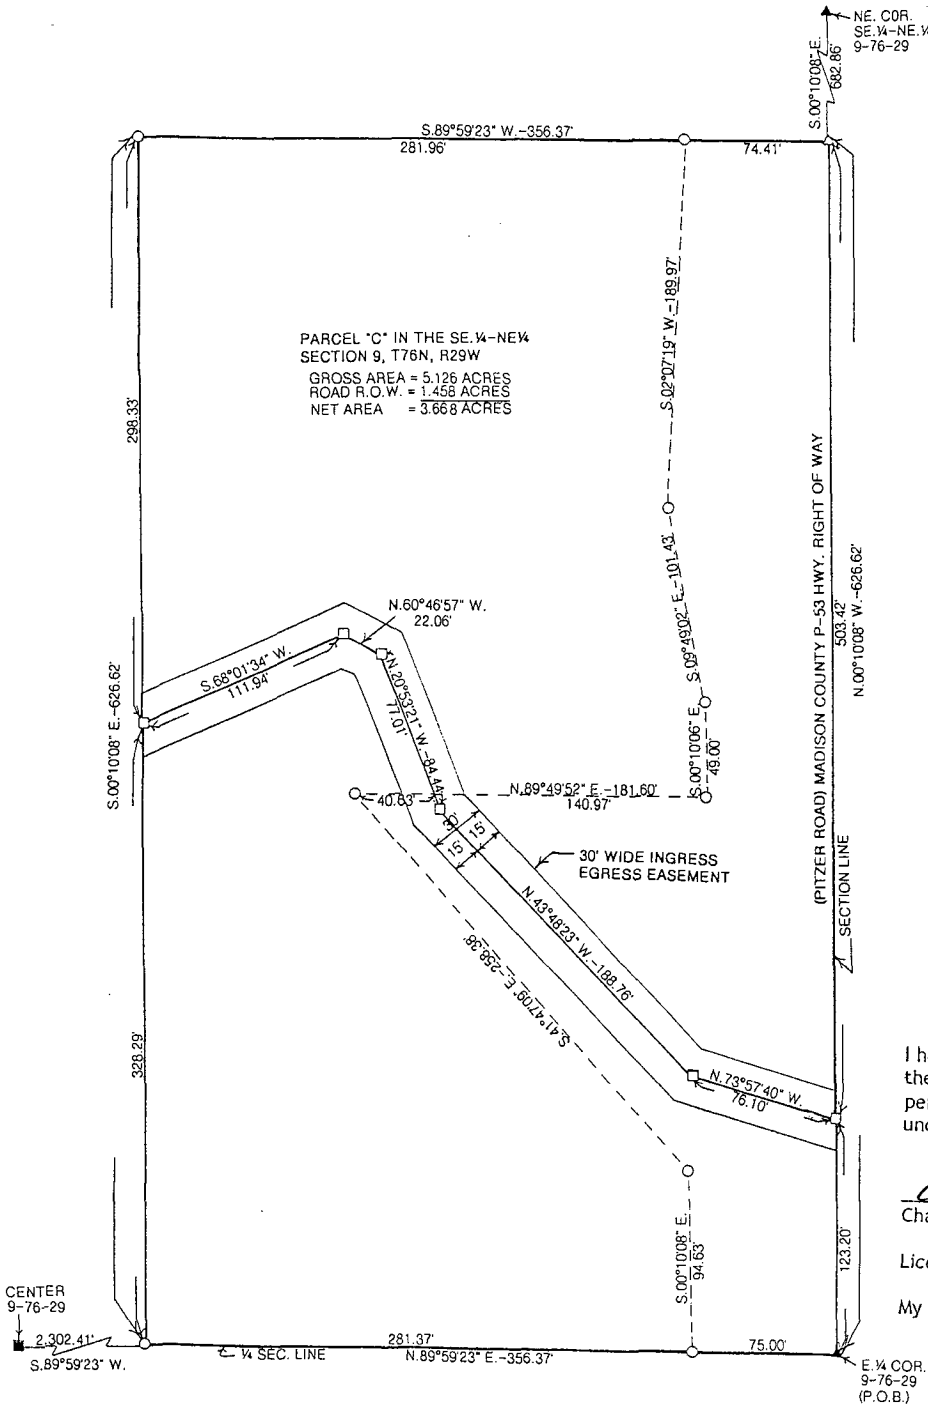 NE. COR.
SE.¼-NE.¼
9-76-29
S.00°10'08" E.
682.86'
S.89°59'23" W.-356.37'
281.96'
74.41'
S.02°07'19" W.-189.97'
PARCEL "C" IN THE SE.¼-NE¼
SECTION 9, T76N, R29W
GROSS AREA = 5.126 ACRES
ROAD R.O.W. = 1.458 ACRES
NET AREA = 3.668 ACRES
298.33'
(PITZER ROAD) MADISON COUNTY P-53 HWY. RIGHT OF WAY
S.09°49'02" E.-101.43'
503.42'
N.00°10'08" W.-626.62'
N.60°46'57" W.
22.06'
S.68°01'34" W.
111.94'
N.20°53'21" W.-84.44'
77.01'
S.00°10'08" E.-626.62'
S.00°10'06" E.
49.00'
N.89°49'52" E.-181.60'
40.63'
140.97'
30'
15'
15'
30' WIDE INGRESS
EGRESS EASEMENT
SECTION LINE
N.43°48'23" W.-188.76'
S.41°47'09" E.-258.38'
328.29'
N.73°57'40" W.
76.10'
I h
the
per
und
Cha
Lice
My
S.00°10'08" E.
94.63'
123.20'
CENTER
9-76-29
2,302.41'
S.89°59'23" W.
¼ SEC. LINE
281.37'
N.89°59'23" E.-356.37'
75.00'
E.¼ COR.
9-76-29
(P.O.B.)